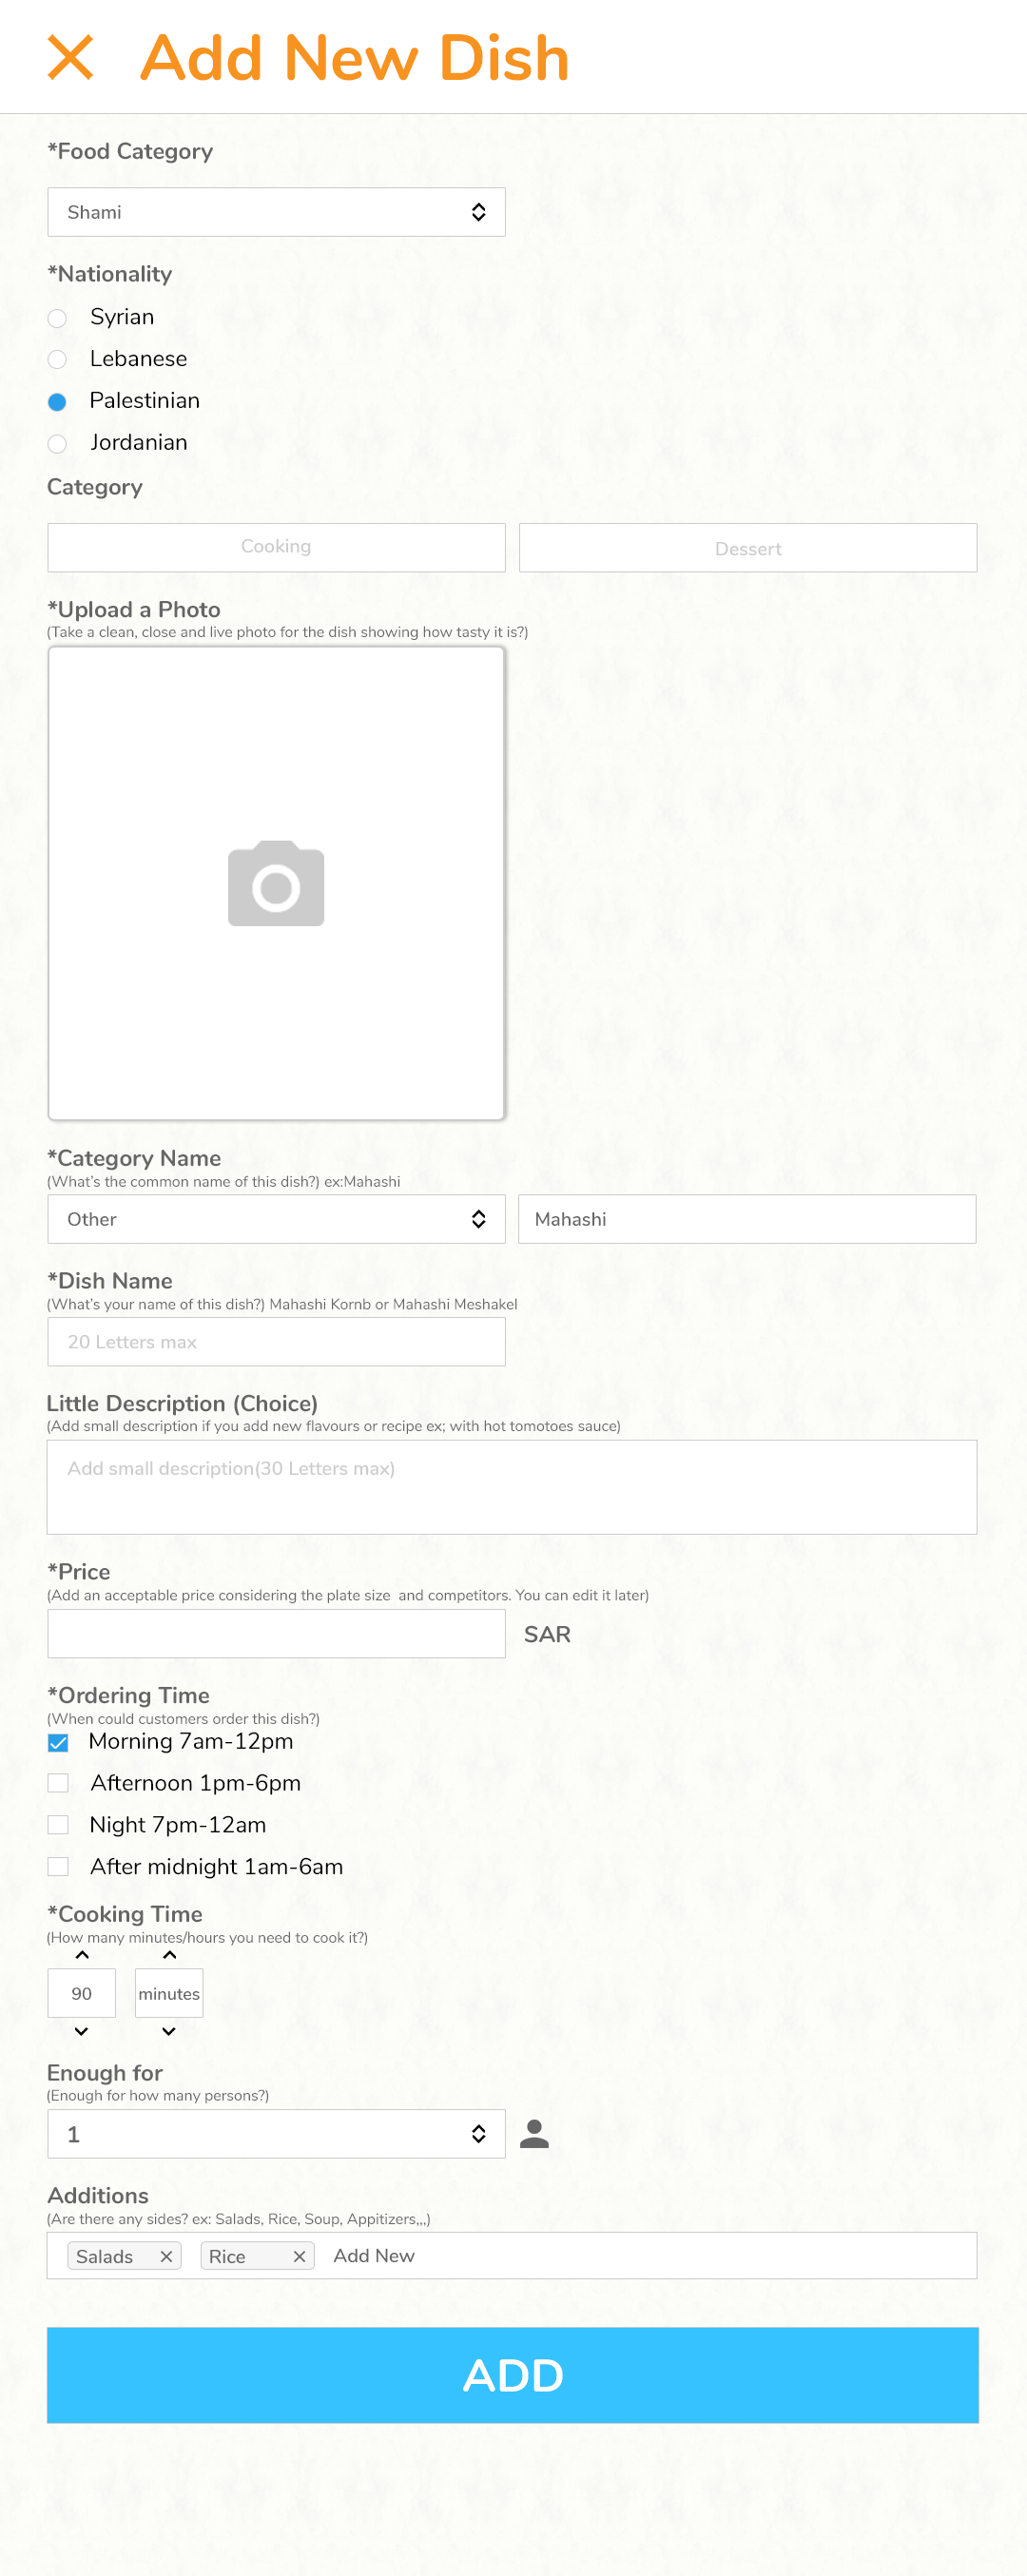 Add New Dish
*Food Category
Shami
*Nationality
Syrian
Lebanese
Palestinian
Jordanian
Category
Cooking Dessert
*Upload a Photo
(Take a clean, close and live photo for the dish showing how tasty it is?)
*Category Name
(What's the common name of this dish?) ex:Mahashi
Other Mahashi
*Dish Name
(What's your name of this dish?) Mahashi Kornb or Mahashi Meshakel
20 Letters max
Little Description (Choice)
(Add small description if you add new flavours or recipe ex; with hot tomotoes sauce)
Add small description(30 Letters max)
*Price
(Add an acceptable price considering the plate size  and competitors. You can edit it later)
SAR
*Ordering Time
(When could customers order this dish?)
Morning 7am-12pm
Afternoon 1pm-6pm
Night 7pm-12am
After midnight 1am-6am
*Cooking Time
(How many minutes/hours you need to cook it?)
90 minutes
Enough for
(Enough for how many persons?)
1
Additions
(Are there any sides? ex: Salads, Rice, Soup, Appitizers,,,)
Salads Rice Add New
ADD